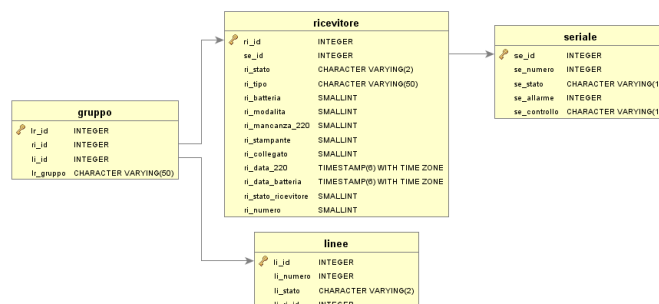 ricevitore
ri_id INTEGER
se_id INTEGER
ri_stato CHARACTER VARYING(2)
ri_tipo CHARACTER VARYING(50)
ri_batteria SMALLINT
ri_modalita SMALLINT
ri_mancanza_220 SMALLINT
ri_stampante SMALLINT
ri_collegato SMALLINT
ri_data_220 TIMESTAMP(6) WITH TIME ZONE
ri_data_batteria TIMESTAMP(6) WITH TIME ZONE
ri_stato_ricevitore SMALLINT
ri_numero SMALLINT
seriale
se_id INTEGER
se_numero INTEGER
se_stato CHARACTER VARYING(1
se_allarme INTEGER
se_controllo CHARACTER VARYING(1
gruppo
lr_id INTEGER
ri_id INTEGER
li_id INTEGER
lr_gruppo CHARACTER VARYING(50)
linee
li_id INTEGER
li_numero INTEGER
li_stato CHARACTER VARYING(2)
INTEGER